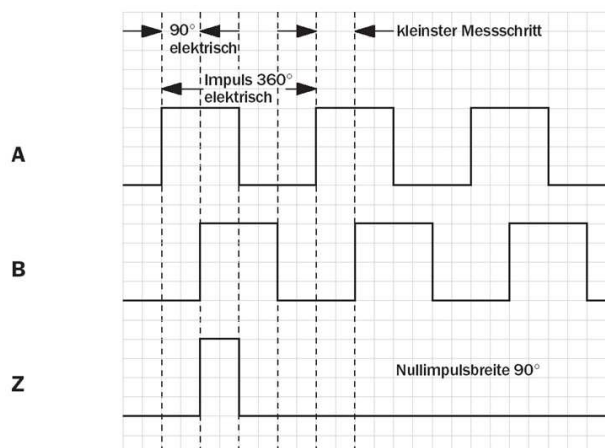 90°
elektrisch
kleinster Messschritt
Impuls 360°
elektrisch
A
B
Z
Nullimpulsbreite 90°